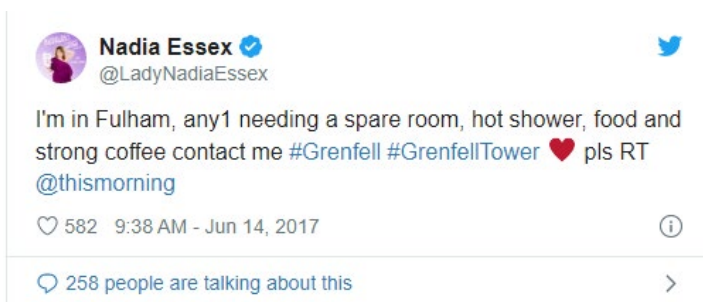 Nadia Essex
@LadyNadiaEssex
I'm in Fulham, any1 needing a spare room, hot shower, food and
strong coffee contact me #Grenfell #GrenfellTower ♥ pls RT
@thismorning
582 9:38 AM - Jun 14, 2017
258 people are talking about this